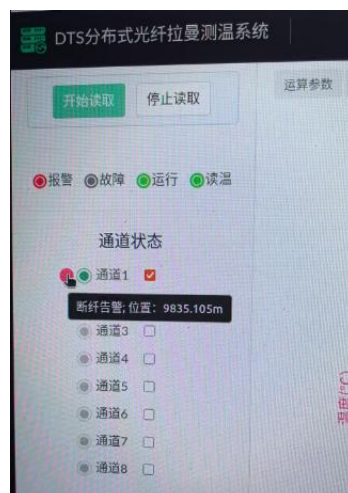 DTS分布式光纤拉曼测温系统
开始读取
停止读取
运算参数
报警 故障 运行 读温
通道状态
通道1
断纤告警; 位置: 9835.105m
通道3
通道4
通道5
通道6
通道7
通道8